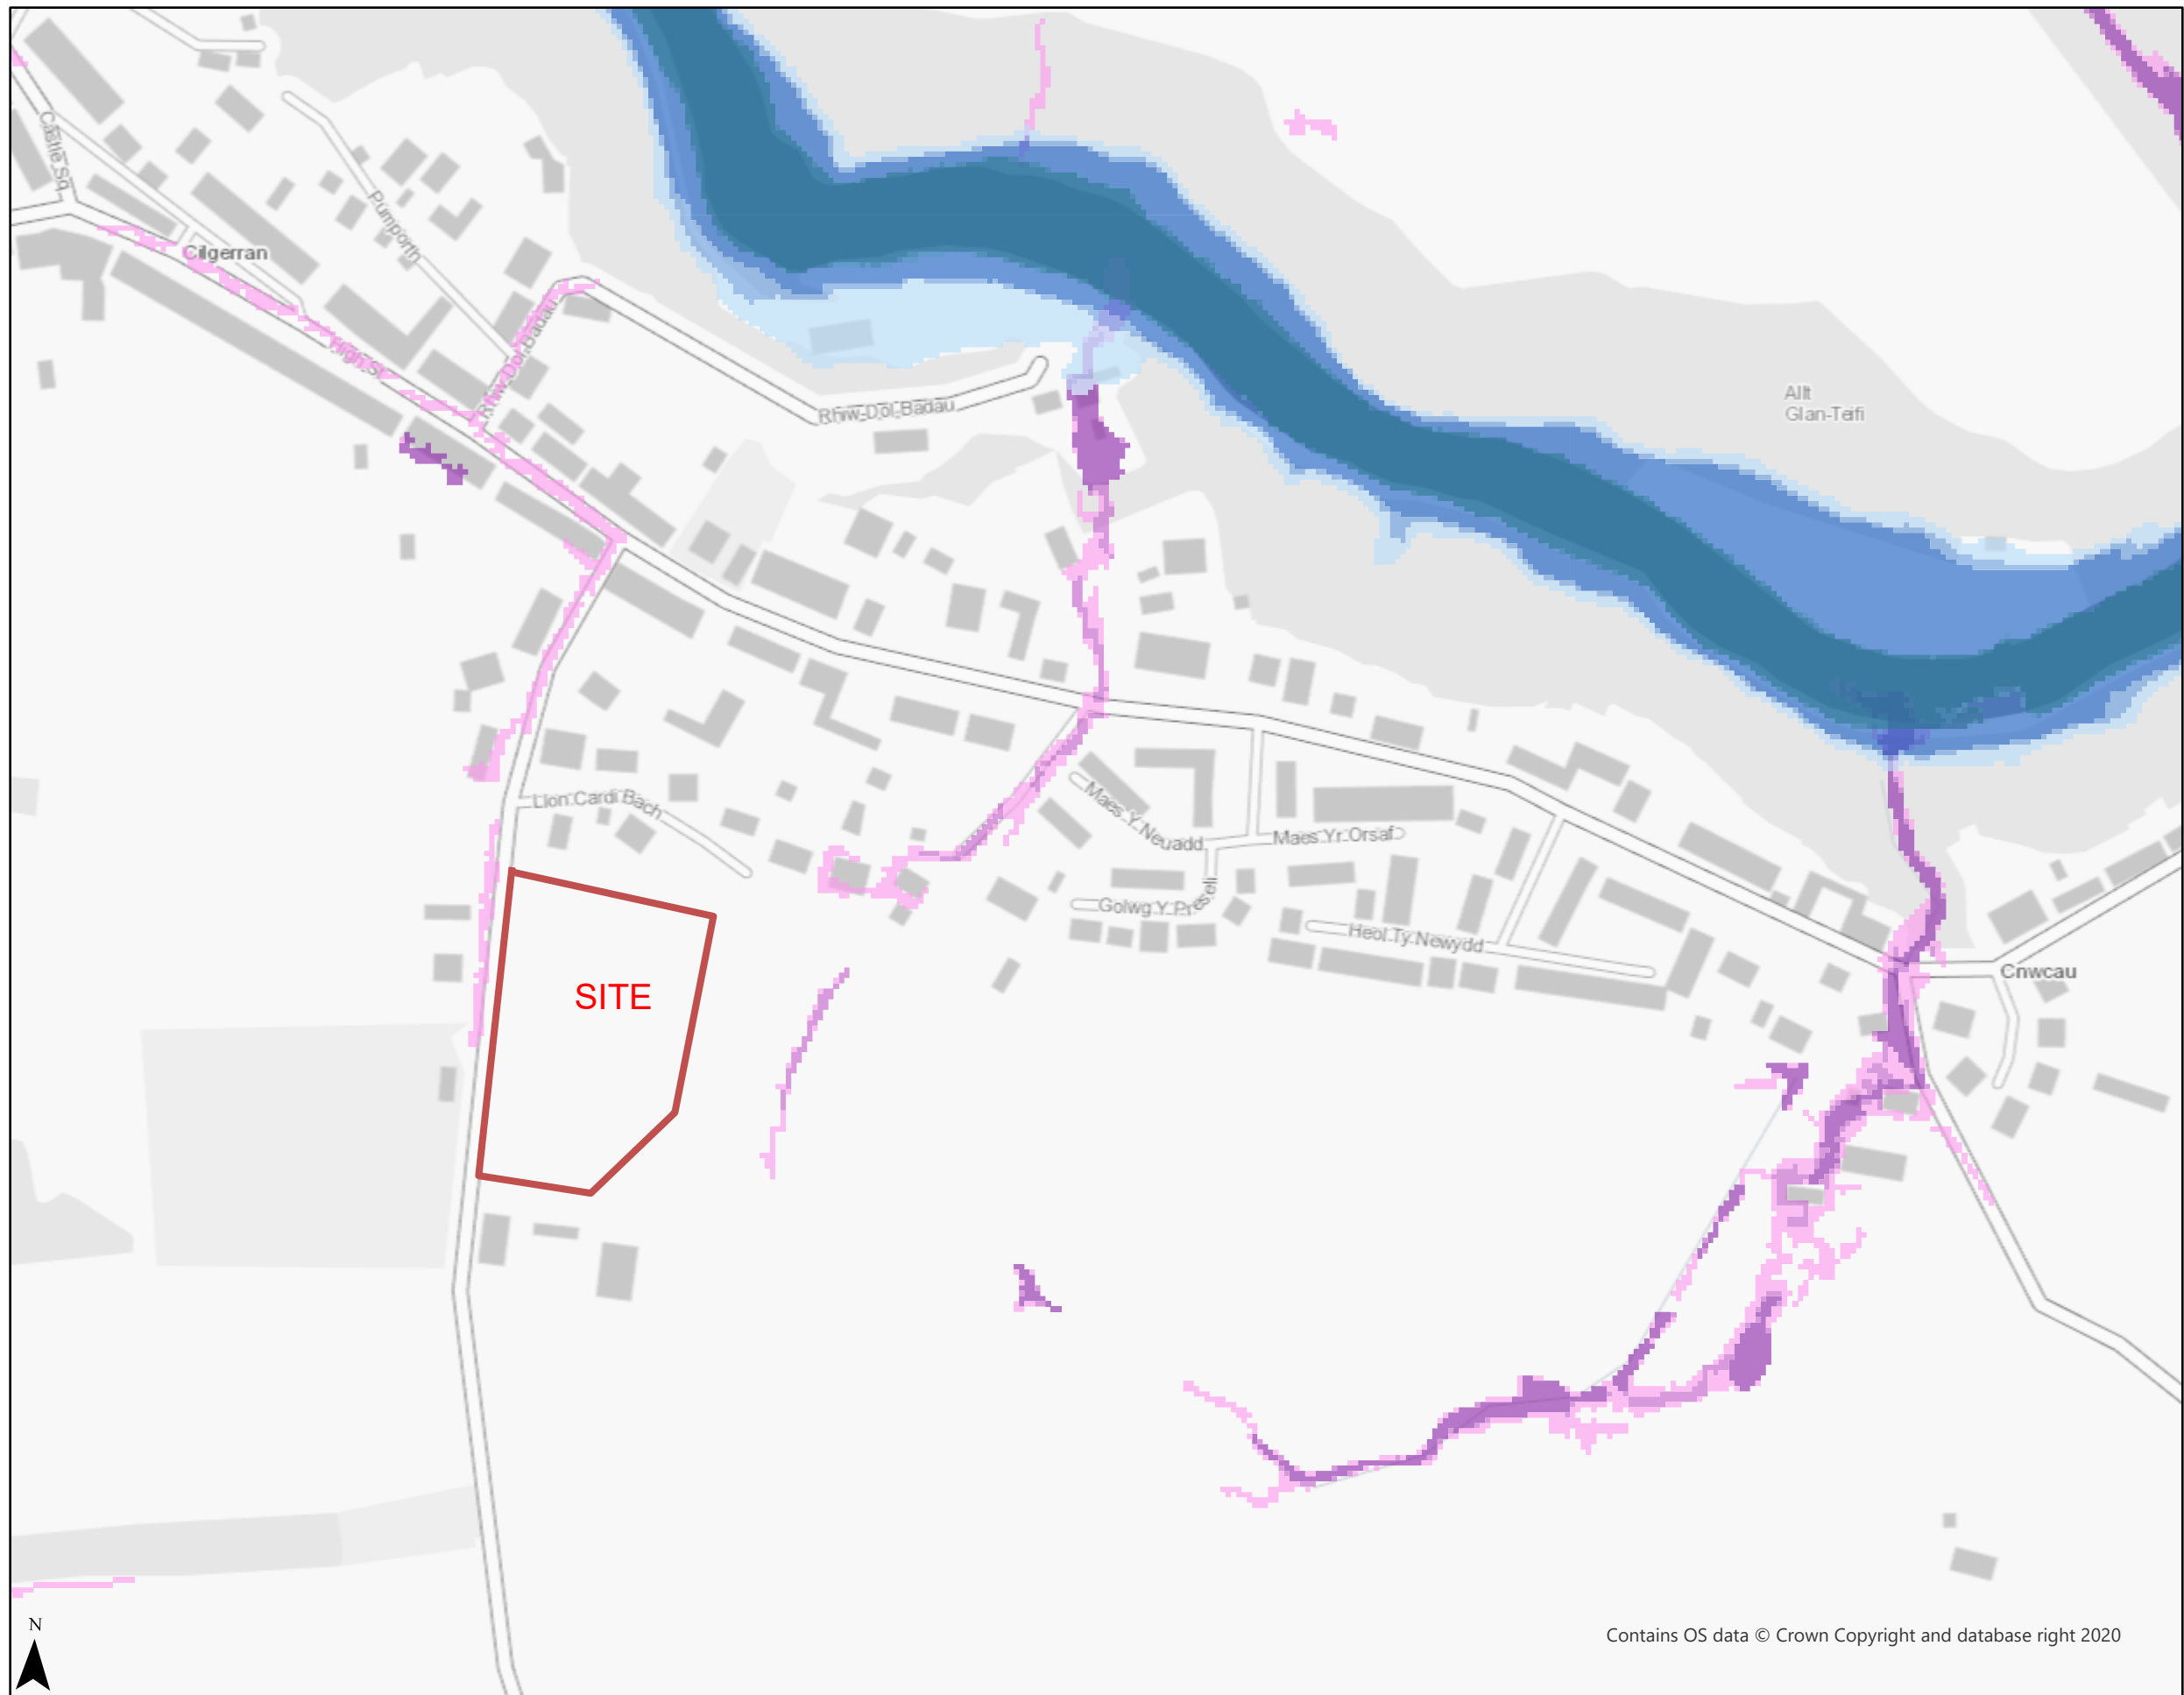 Castle Sq
Pumporth
Cilgerran
High St
Rhiw Dol Badau
Rhiw Dol Badau
Allt
Glan-Teifi
Llon Cardi Bach
Maes Y Neuadd
Maes Yr Orsaf
Golwg Y Preseli
Heol Ty Newydd
Cnwcau
SITE
N
Contains OS data © Crown Copyright and database right 2020